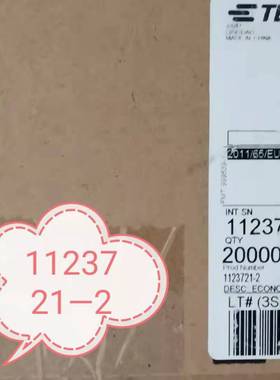 TE
MADE IN CHINA
2011/65/EU
INT SN
11237
QTY
20000
Prod Number
1123721-2
DESC ECONO
LT# (3S
11237
21-2